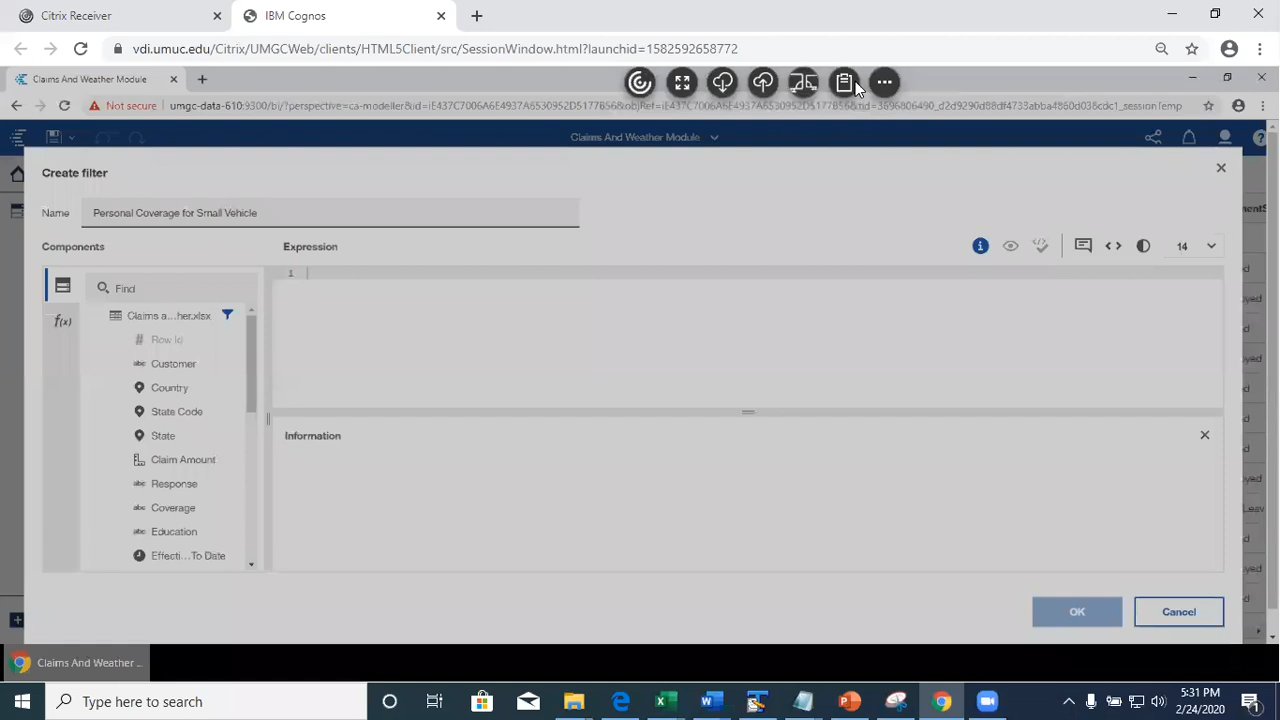 Citrix Receiver
IBM Cognos
vdi.umuc.edu/Citrix/UMGCWeb/clients/HTML5Client/src/SessionWindow.html?launchid=1582592658772
Claims And Weather Module
Not secure
Claims And Weather Module
Create filter
Name
Personal Coverage for Small Vehicle
Components
Expression
14
Find
1
Claims a...her.xlsx
f(x)
Row Id
Customer
Country
State Code
State
Claim Amount
Information
Response
Coverage
Education
Effecti...To Date
OK
Cancel
Claims And Weather ...
Type here to search
5:31 PM
2/24/2020